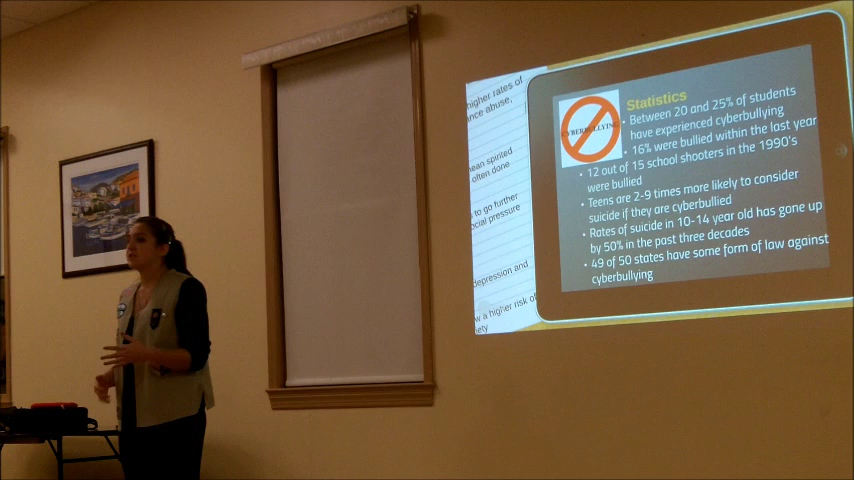 higher rates of
nce abuse,
ean spirited
often done
to go further
cial pressure
depression and
w a higher risk of
iety
CYBERBULLYING
Statistics
• Between 20 and 25% of students
have experienced cyberbullying
• 16% were bullied within the last year
• 12 out of 15 school shooters in the 1990's
were bullied
• Teens are 2-9 times more likely to consider
suicide if they are cyberbullied
• Rates of suicide in 10-14 year old has gone up
by 50% in the past three decades
• 49 of 50 states have some form of law against
cyberbullying